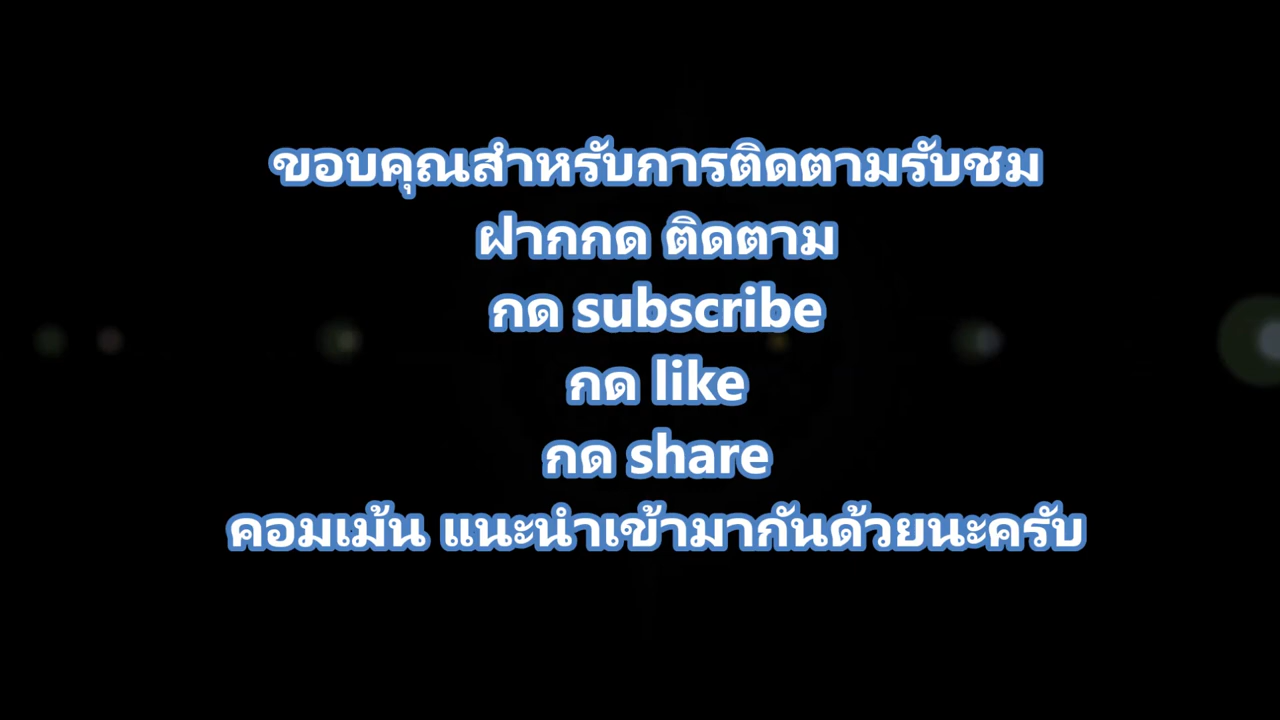 ขอบคุณสำหรับการติดตามรับชม
ฝากกด ติดตาม
กด subscribe
กด like
กด share
คอมเม้น แนะนำเข้ามากันด้วยนะครับ